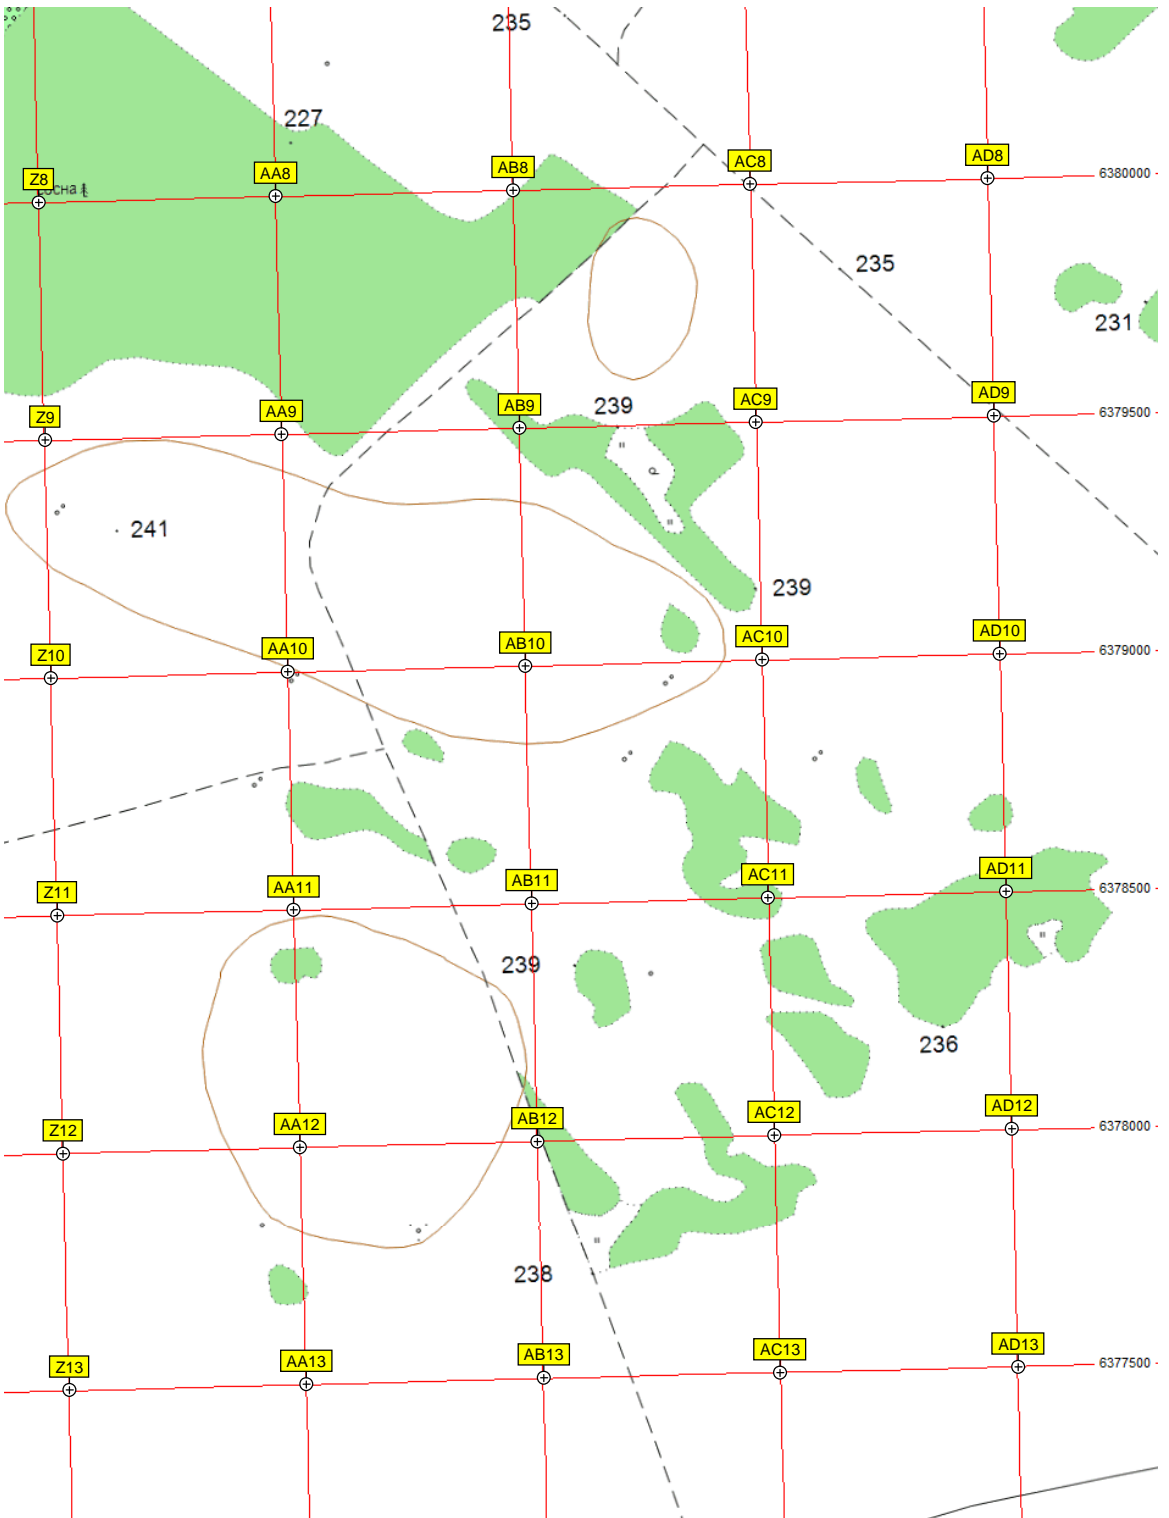 235
227
Z8
AA8
AB8
AC8
AD8
6380000
235
231
Z9
AA9
AB9
239
AC9
AD9
6379500
241
239
Z10
AA10
AB10
AC10
AD10
6379000
Z11
AA11
AB11
AC11
AD11
6378500
239
236
Z12
AA12
AB12
AC12
AD12
6378000
238
Z13
AA13
AB13
AC13
AD13
6377500